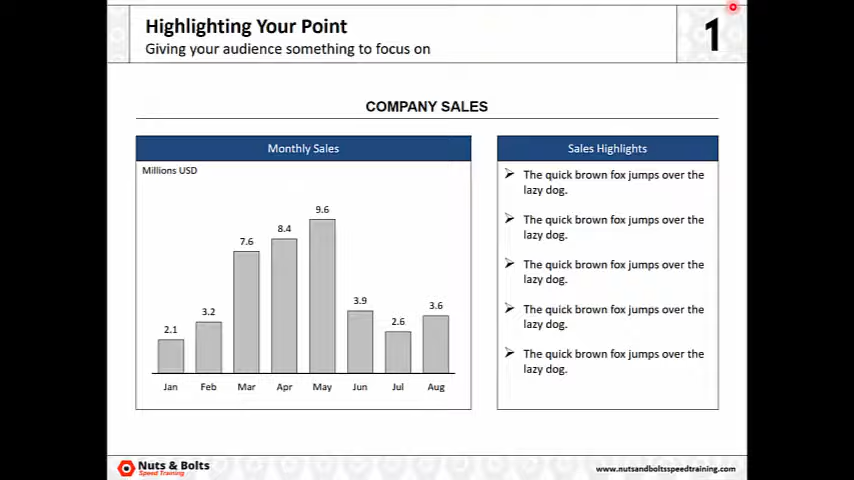 Highlighting Your Point
Giving your audience something to focus on
1
COMPANY SALES
Monthly Sales
Millions USD
2.1
3.2
7.6
8.4
9.6
3.9
2.6
3.6
Jan Feb Mar Apr May Jun Jul Aug
Sales Highlights
The quick brown fox jumps over the
lazy dog.
The quick brown fox jumps over the
lazy dog.
The quick brown fox jumps over the
lazy dog.
The quick brown fox jumps over the
lazy dog.
The quick brown fox jumps over the
lazy dog.
Nuts & Bolts
Speed Training
www.nutsandboltsspeedtraining.com